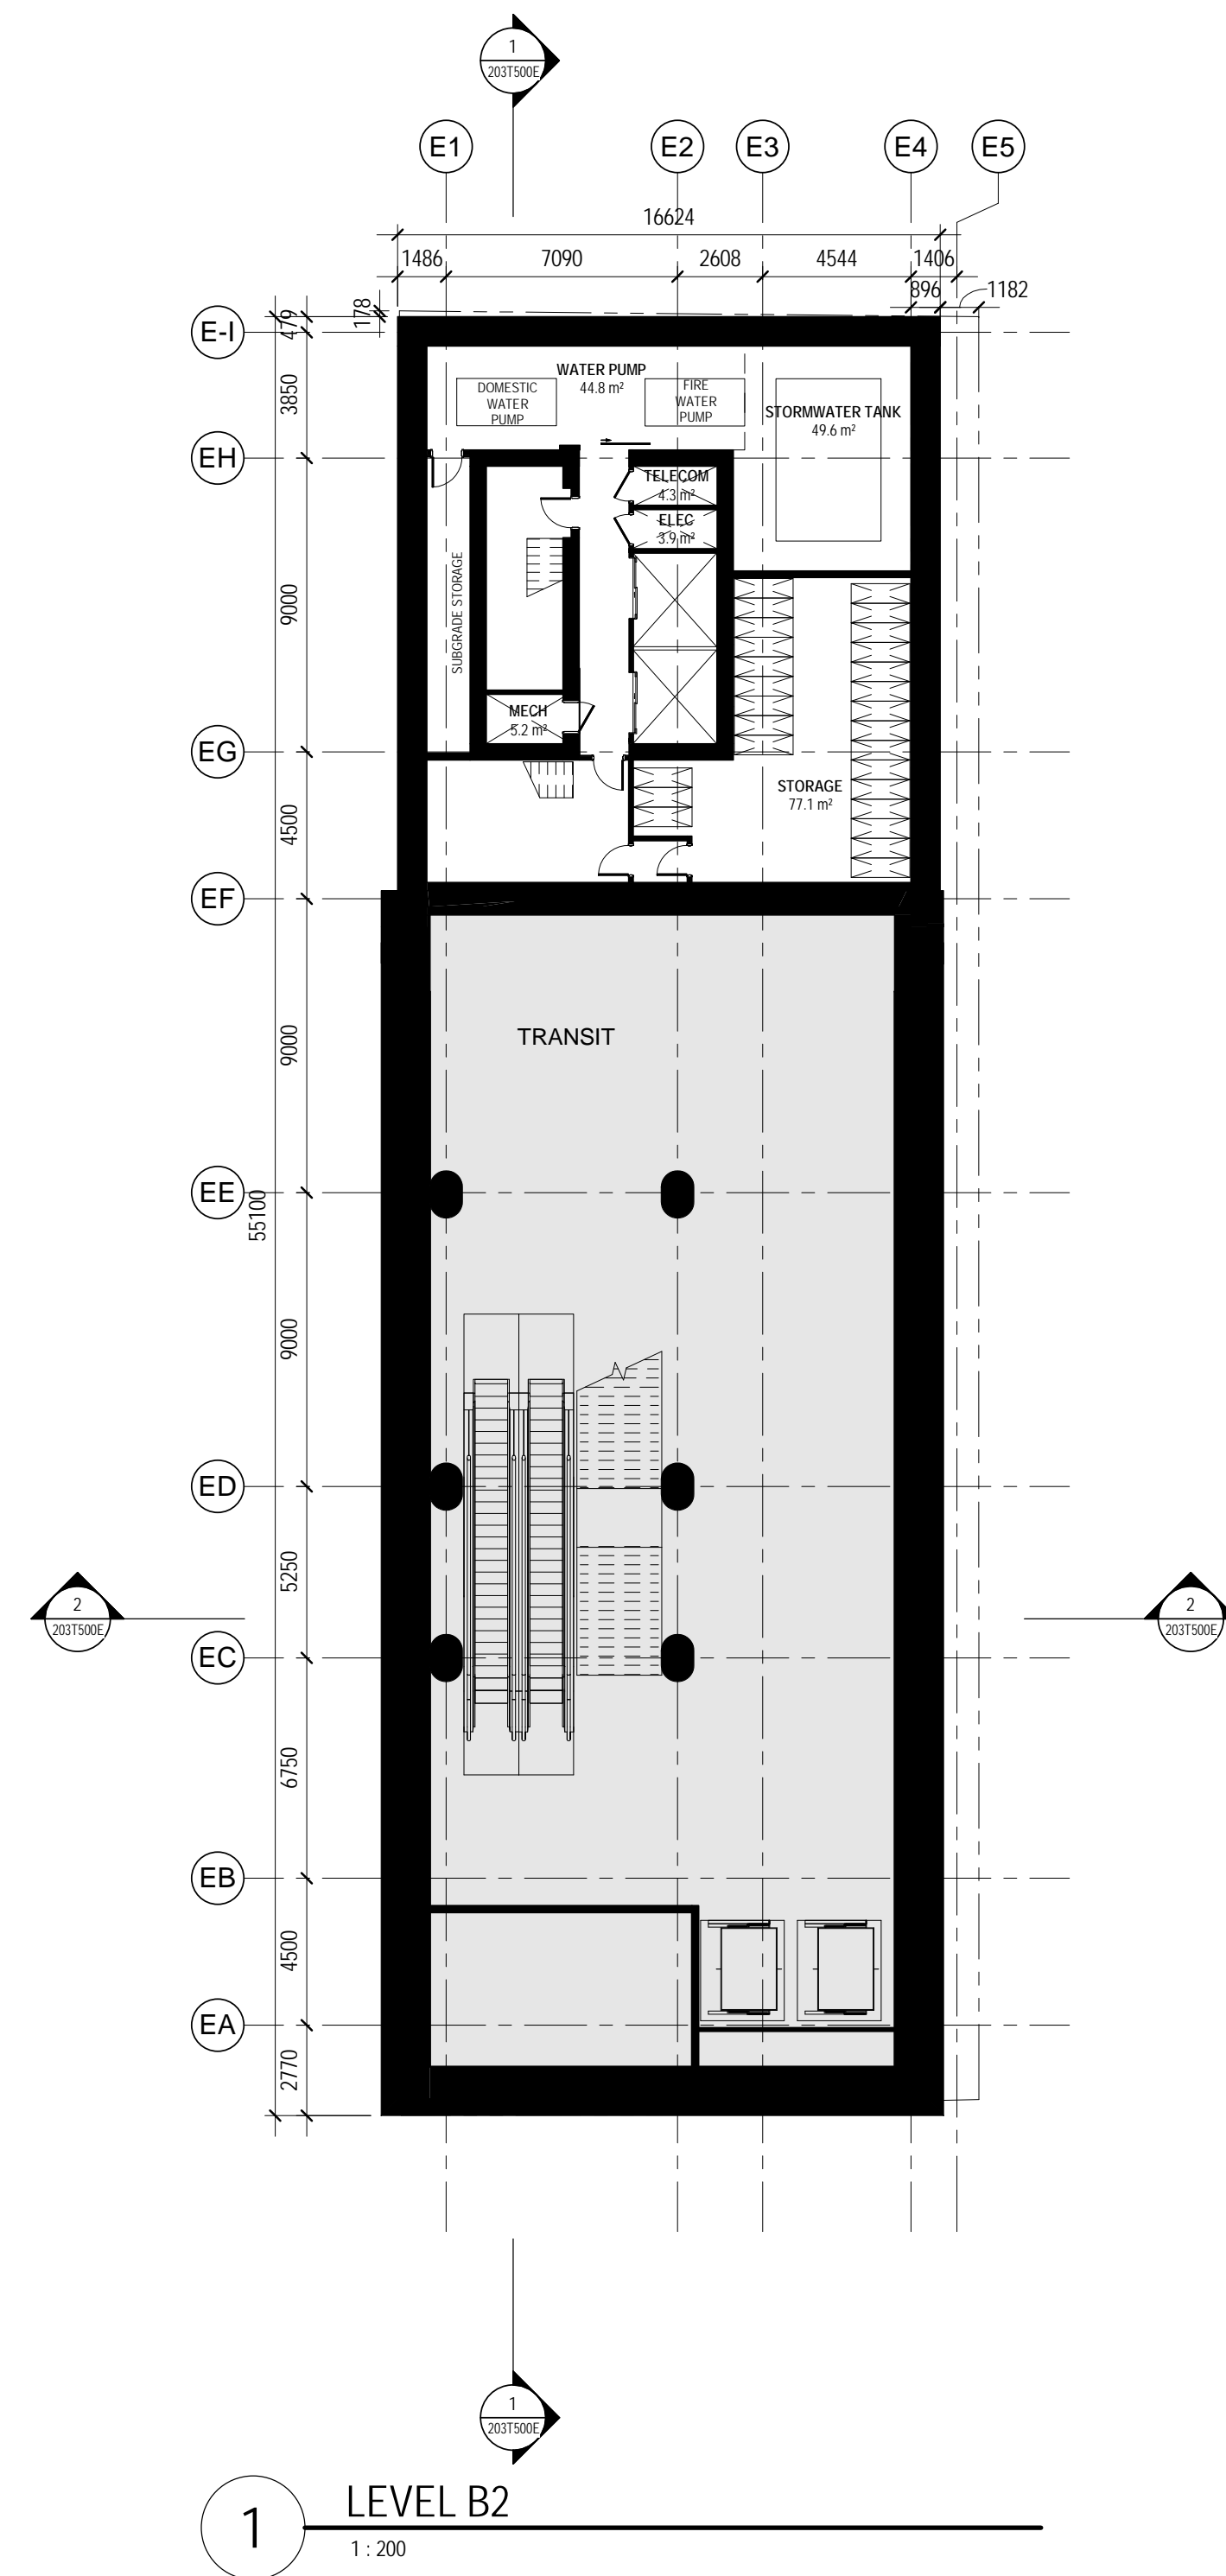 1
203T500E
E1
E2
E3
E4
E5
16624
1486
7090
2608
4544
1406
896
1182
178
479
E-I
WATER PUMP
44.8 m²
DOMESTIC
WATER
PUMP
FIRE
WATER
PUMP
STORMWATER TANK
49.6 m²
3850
EH
TELECOM
4.3 m²
ELEC
3.9 m²
9000
SUBGRADE STORAGE
MECH
5.2 m²
EG
STORAGE
77.1 m²
4500
EF
9000
TRANSIT
EE
55100
9000
ED
5250
2
203T500E
2
203T500E
EC
6750
EB
4500
EA
2770
1
203T500E
1
LEVEL B2
1 : 200